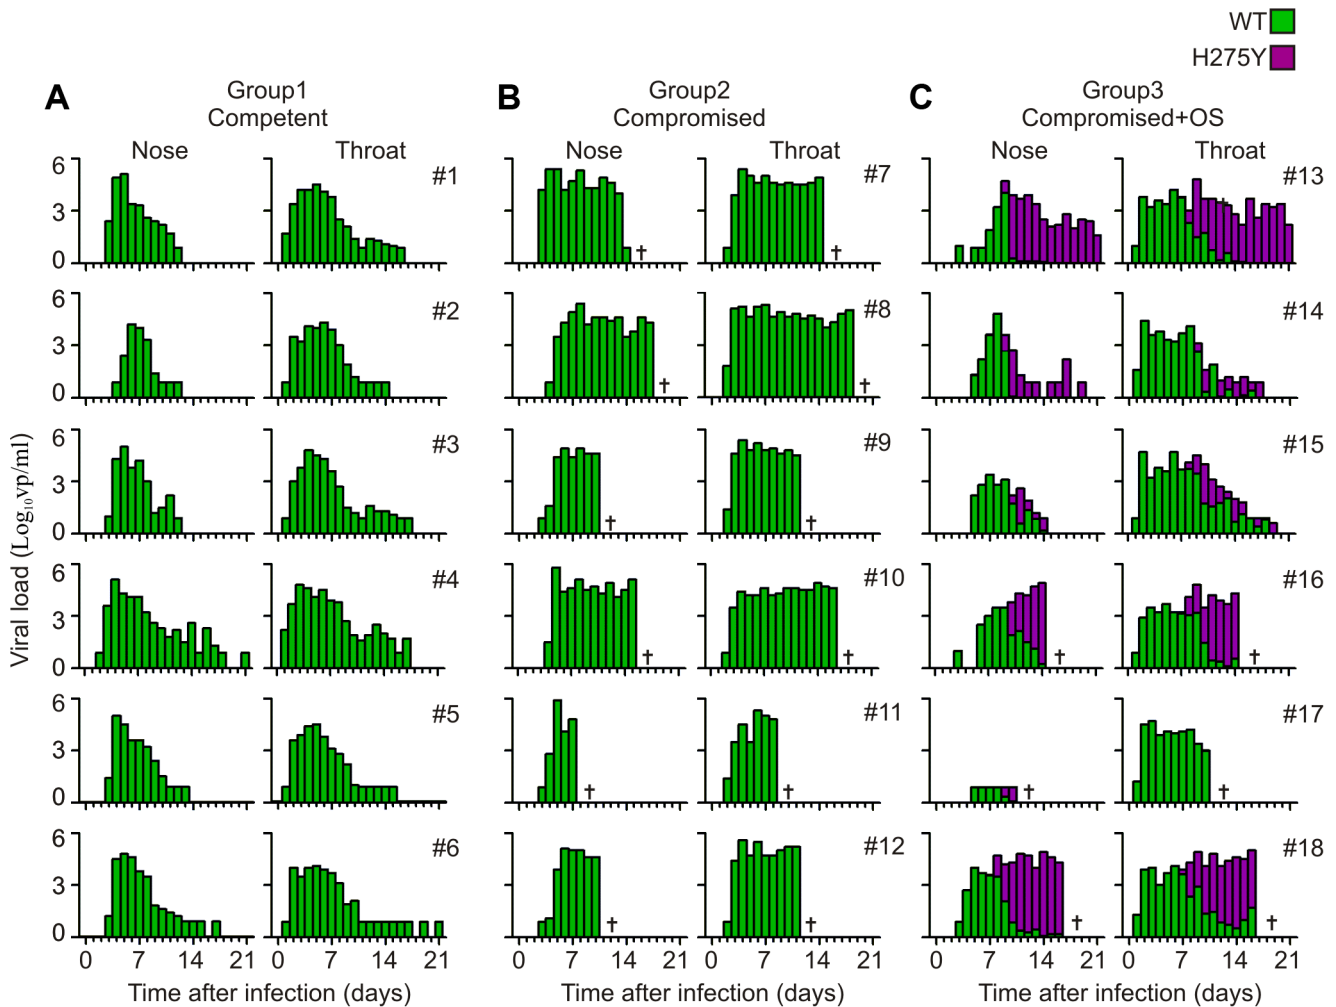 WT
H275Y
A
Group1
Competent
B
Group2
Compromised
C
Group3
Compromised+OS
Nose Throat Nose Throat Nose Throat
6 3 0 #1 † † #7 † #13
6 3 0 #2 † † #8 #14
6 3 0 #3 † † #9 #15
6 3 0 #4 † † #10 † † #16
6 3 0 #5 † † #11 † † #17
6 3 0 #6 † † #12 † † #18
Viral load (Log₁₀vp/ml)
0 7 14 21 0 7 14 21 0 7 14 21 0 7 14 21 0 7 14 21 0 7 14 21
Time after infection (days) Time after infection (days) Time after infection (days)